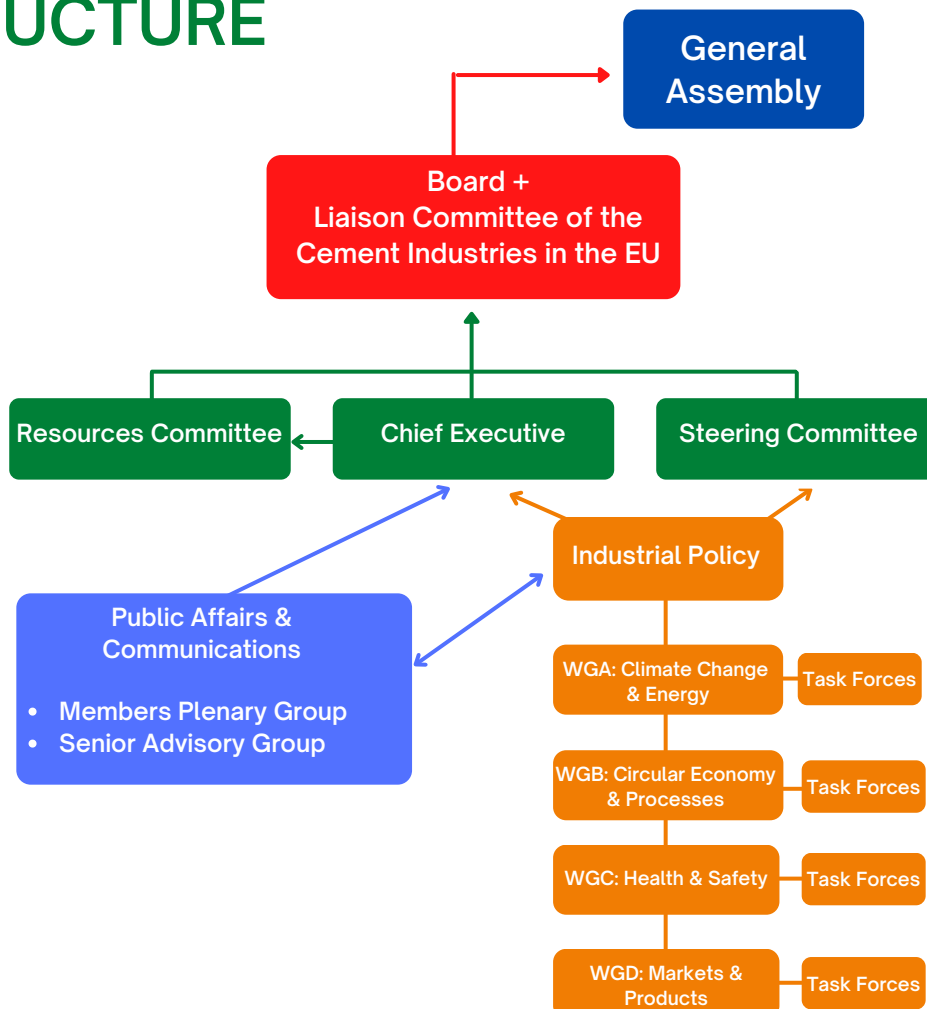 UCTURE
General
Assembly
Board +
Liaison Committee of the
Cement Industries in the EU
Resources Committee
Chief Executive
Steering Committee
Industrial Policy
Public Affairs &
Communications
• Members Plenary Group
• Senior Advisory Group
WGA: Climate Change
& Energy
Task Forces
WGB: Circular Economy
& Processes
Task Forces
WGC: Health & Safety
Task Forces
WGD: Markets &
Products
Task Forces